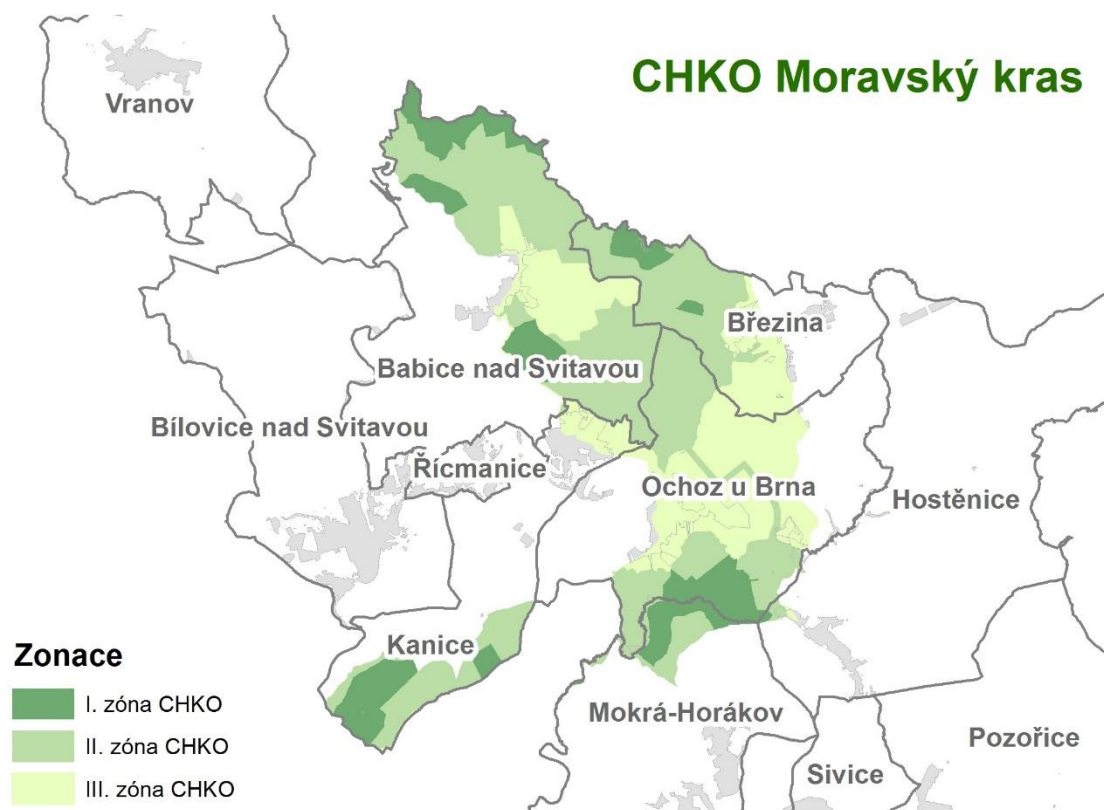 CHKO Moravský kras
Vranov
Březina
Babice nad Svitavou
Bílovice nad Svitavou
Řícmanice
Ochoz u Brna
Hostěnice
Kanice
Mokrá-Horákov
Pozořice
Sivice
Zonace
I. zóna CHKO
II. zóna CHKO
III. zóna CHKO